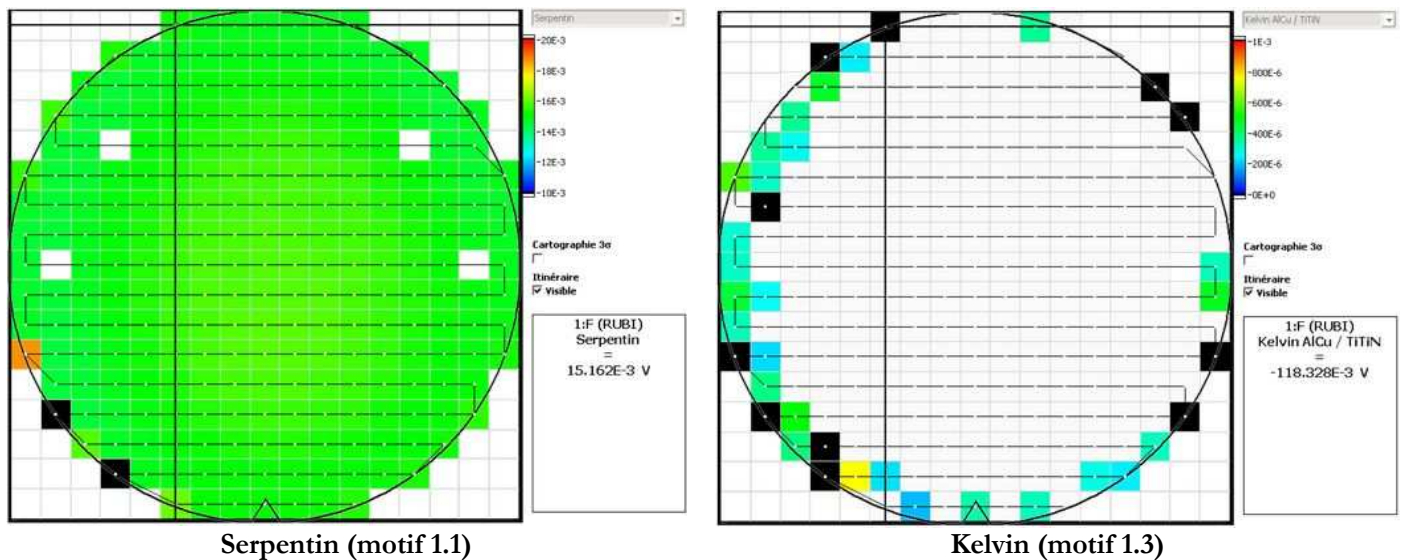 Serpentin
20E-3
18E-3
16E-3
14E-3
12E-3
10E-3
Cartographie 3σ
Itinéraire
Visible
1:F (RUBI)
Serpentin
=
15.162E-3 V
Serpentin (motif 1.1)
Kelvin AlCu / TiTiN
1E-3
800E-6
600E-6
400E-6
200E-6
0E+0
Cartographie 3σ
Itinéraire
Visible
1:F (RUBI)
Kelvin AlCu / TiTiN
=
-118.328E-3 V
Kelvin (motif 1.3)